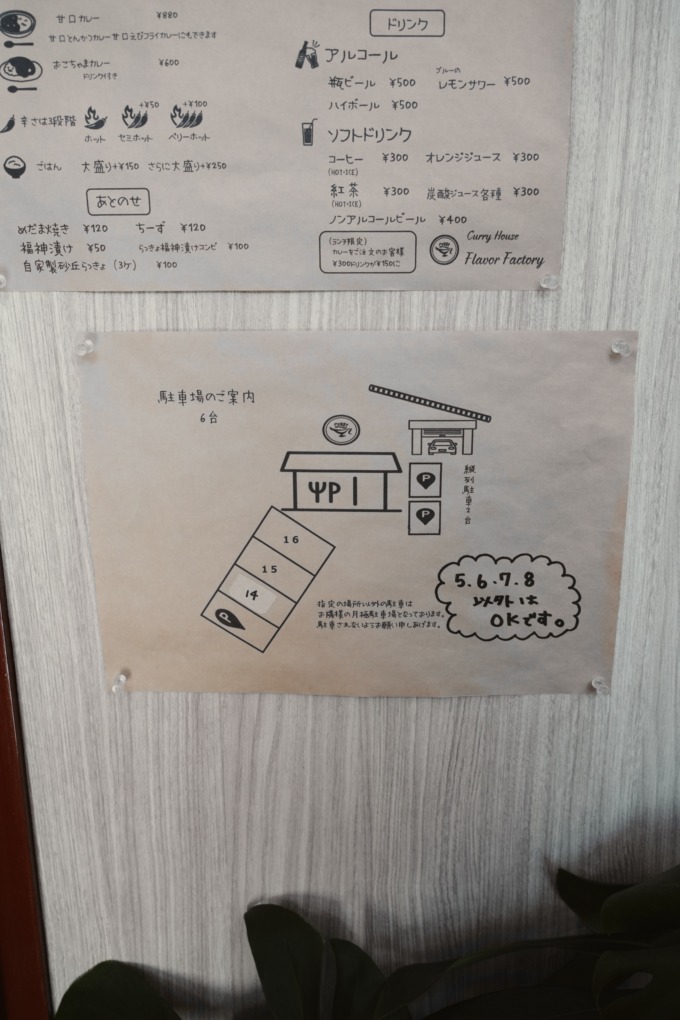 甘口カレー ¥880
甘口とんかつカレー甘口えびフライカレーにもできます
おこちゃまカレー ¥600
ドリンク付き
辛さは3段階
+¥50 +¥100
ホット セミホット ベリーホット
ごはん 大盛り+¥150 さらに大盛り+¥250
あとのせ
めだま焼き ¥120 ちーず ¥120
福神漬け ¥50 らっきょ福神漬けコンビ ¥100
自家製砂丘らっきょ(3ケ) ¥100
ドリンク
アルコール
瓶ビール ¥500 ブルーの レモンサワー ¥500
ハイボール ¥500
ソフトドリンク
コーヒー ¥300 オレンジジュース ¥300
(HOT・ICE)
紅茶 ¥300 炭酸ジュース各種 ¥300
(HOT・ICE)
ノンアルコールビール ¥400
(ランチ限定)
カレーをご注文のお客様
¥300ドリンクが¥150に
Curry House
Flavor Factory
駐車場のご案内
6台
CURRY
P
P
縦列駐車2台
16
15
14
P
指定の場所以外の駐車は
お隣様の月極駐車場となっております。
駐車されないようお願い申しあげます。
5.6.7.8
以外は
OKです。